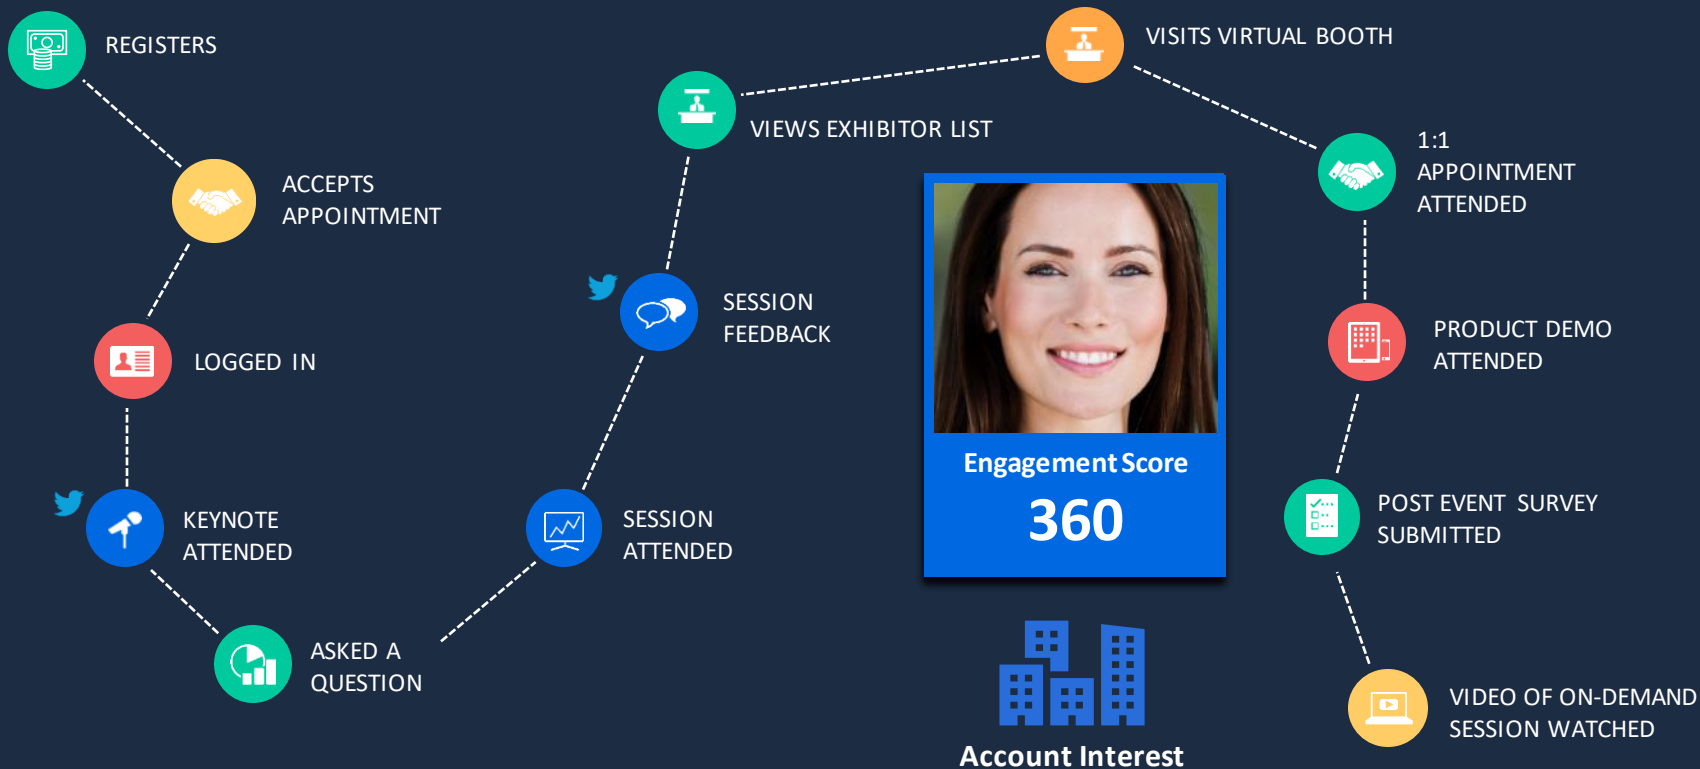 REGISTERS
ACCEPTS
APPOINTMENT
LOGGED IN
KEYNOTE
ATTENDED
ASKED A
QUESTION
SESSION
ATTENDED
SESSION
FEEDBACK
VIEWS EXHIBITOR LIST
VISITS VIRTUAL BOOTH
1:1
APPOINTMENT
ATTENDED
PRODUCT DEMO
ATTENDED
POST EVENT SURVEY
SUBMITTED
VIDEO OF ON-DEMAND
SESSION WATCHED
Engagement Score
360
Account Interest